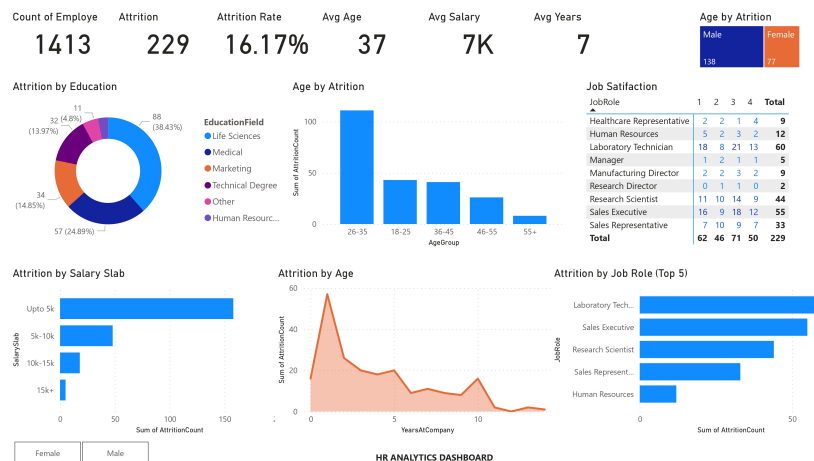 Count of Employe Attrition Attrition Rate Avg Age Avg Salary Avg Years Age by Atrition
1413 229 16.17% 37 7K 7
Male Female
138 77
Attrition by Education
11
(4.8%)
32
(13.97%)
88
(38.43%)
34
(14.85%)
57 (24.89%)
EducationField
Life Sciences
Medical
Marketing
Technical Degree
Other
Human Resourc...
Age by Atrition
Sum of AttritionCount
100
50
0
26-35 18-25 36-45 46-55 55+
AgeGroup
Job Satifaction
JobRole 1 2 3 4 Total
Healthcare Representative 2 2 1 4 9
Human Resources 5 2 3 2 12
Laboratory Technician 18 8 21 13 60
Manager 1 2 1 1 5
Manufacturing Director 2 2 3 2 9
Research Director 0 1 1 0 2
Research Scientist 11 10 14 9 44
Sales Executive 16 9 18 12 55
Sales Representative 7 10 9 7 33
Total 62 46 71 50 229
Attrition by Salary Slab
SalarySlab
Upto 5k
5k-10k
10k-15k
15k+
0 50 100 150
Sum of AttritionCount
Attrition by Age
Sum of AttritionCount
60
40
20
0
0 5 10
YearsAtCompany
Attrition by Job Role (Top 5)
JobRole
Laboratory Tech...
Sales Executive
Research Scientist
Sales Represent...
Human Resources
0 50
Sum of AttritionCount
Female Male
HR ANALYTICS DASHBOARD